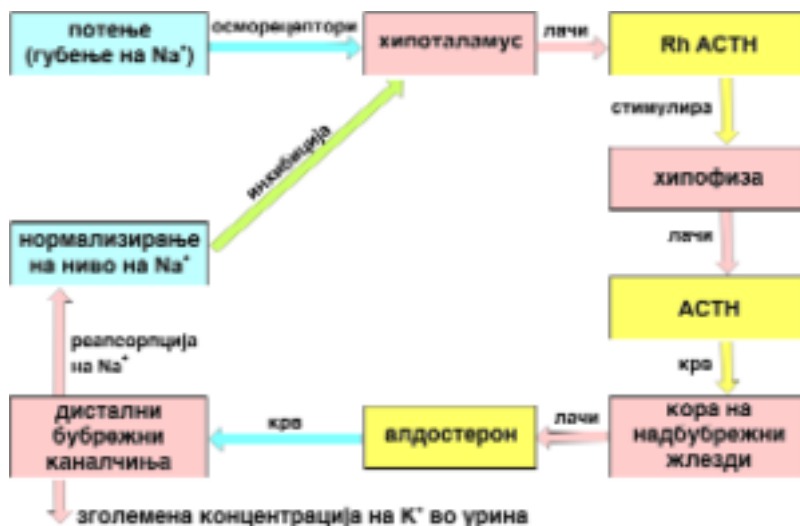 потење
(губење на Na⁺)
осморецептори
хипоталамус
лачи
Rh ACTH
стимулира
хипофиза
лачи
ACTH
крв
кора на
надбубрежни
жлезди
лачи
алдостерон
крв
дистални
бубрежни
каналчиња
реапсорпција
на Na⁺
нормализирање
на ниво на Na⁺
инхибиција
зголемена концентрација на K⁺ во урина